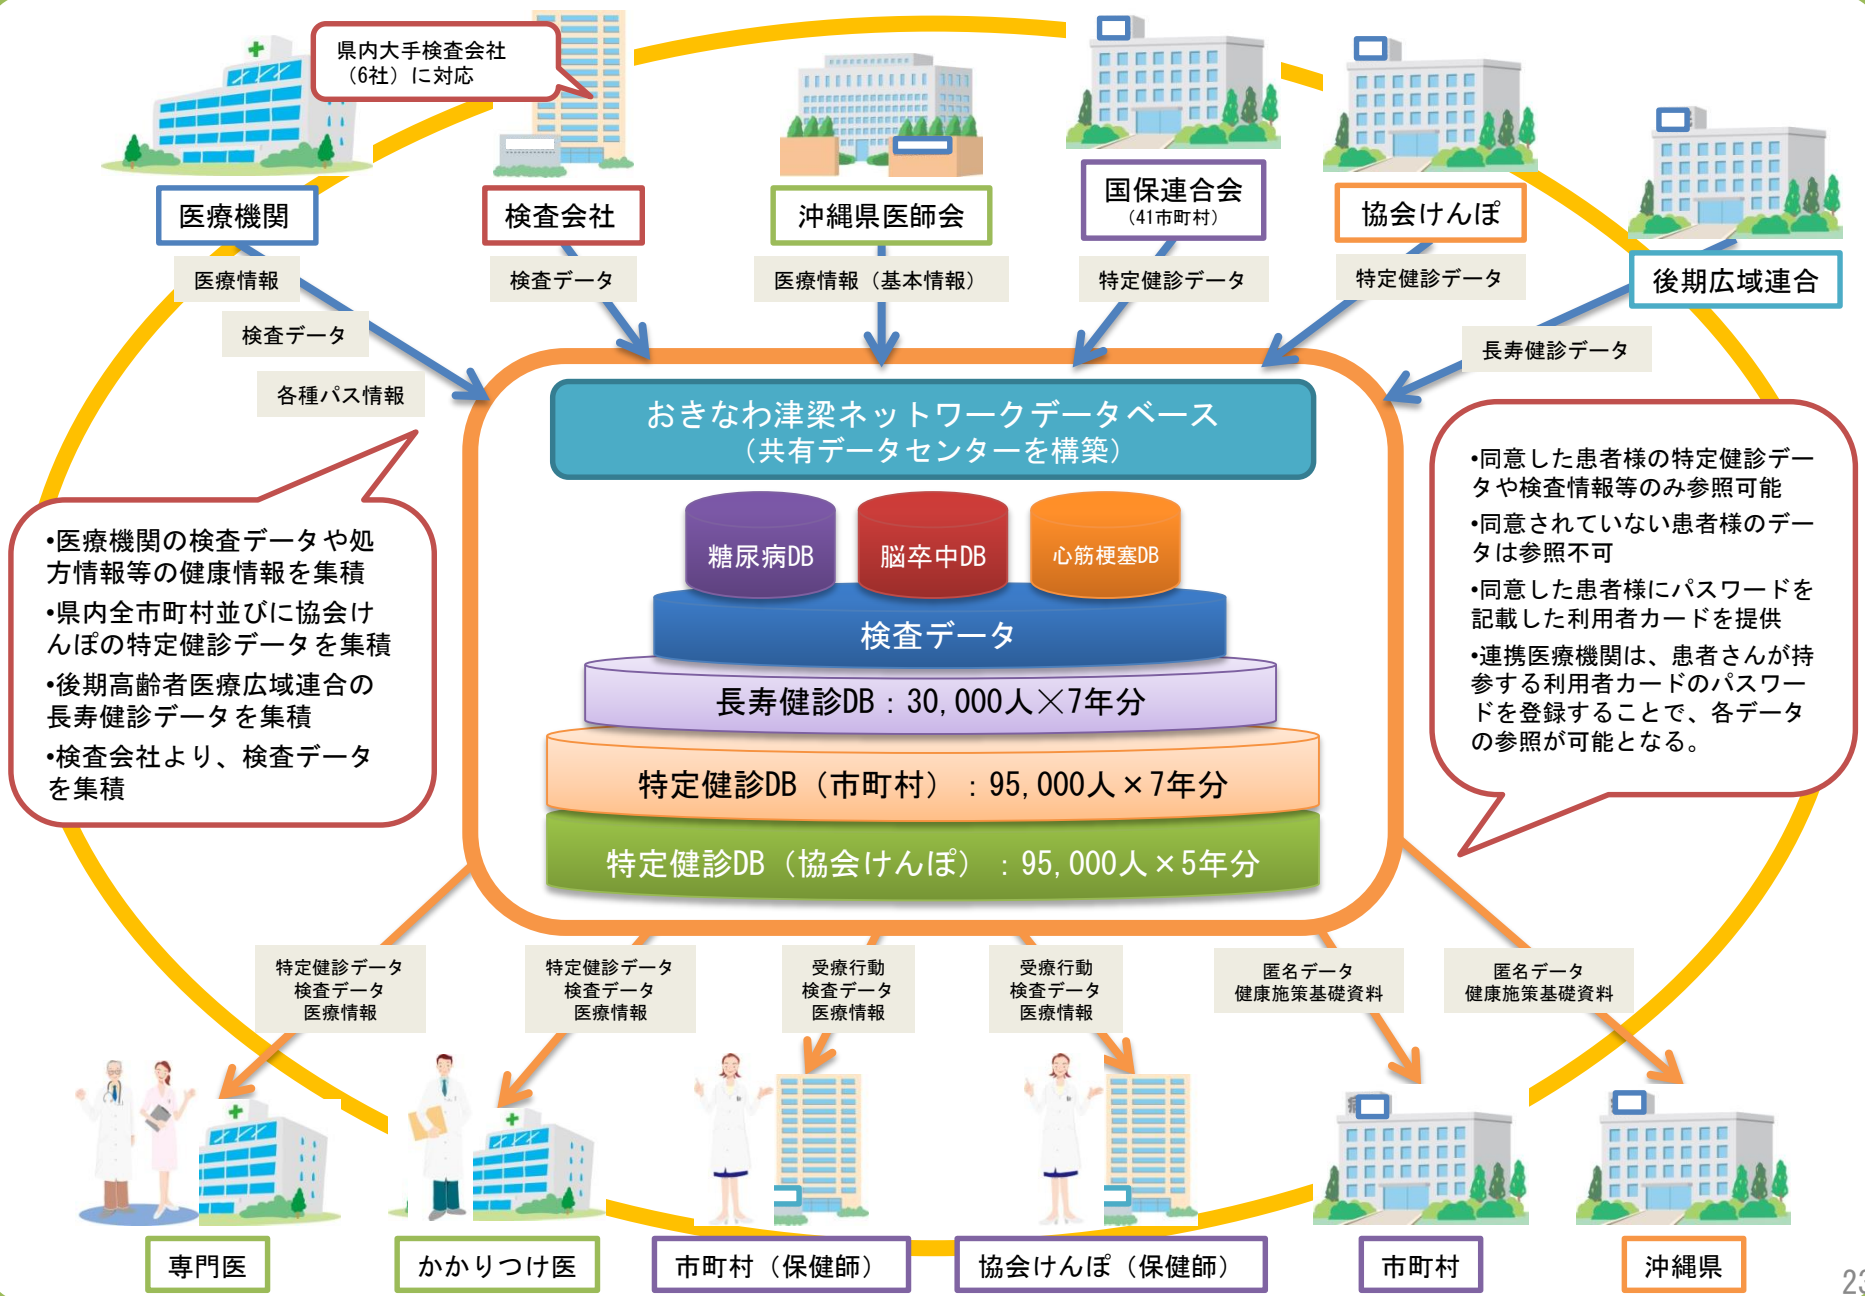 県内大手検査会社
（6社）に対応
医療機関
検査会社
沖縄県医師会
国保連合会
（41市町村）
協会けんぽ
後期広域連合
医療情報
検査データ
各種パス情報
検査データ
医療情報（基本情報）
特定健診データ
特定健診データ
長寿健診データ
おきなわ津梁ネットワークデータベース
（共有データセンターを構築）
糖尿病DB
脳卒中DB
心筋梗塞DB
検査データ
長寿健診DB：30,000人×7年分
特定健診DB（市町村）：95,000人×7年分
特定健診DB（協会けんぽ）：95,000人×5年分
•医療機関の検査データや処
方情報等の健康情報を集積
•県内全市町村並びに協会け
んぽの特定健診データを集積
•後期高齢者医療広域連合の
長寿健診データを集積
•検査会社より、検査データ
を集積
•同意した患者様の特定健診デー
タや検査情報等のみ参照可能
•同意されていない患者様のデー
タは参照不可
•同意した患者様にパスワードを
記載した利用者カードを提供
•連携医療機関は、患者さんが持
参する利用者カードのパスワー
ドを登録することで、各データ
の参照が可能となる。
特定健診データ
検査データ
医療情報
特定健診データ
検査データ
医療情報
受療行動
検査データ
医療情報
受療行動
検査データ
医療情報
匿名データ
健康施策基礎資料
匿名データ
健康施策基礎資料
専門医
かかりつけ医
市町村（保健師）
協会けんぽ（保健師）
市町村
沖縄県